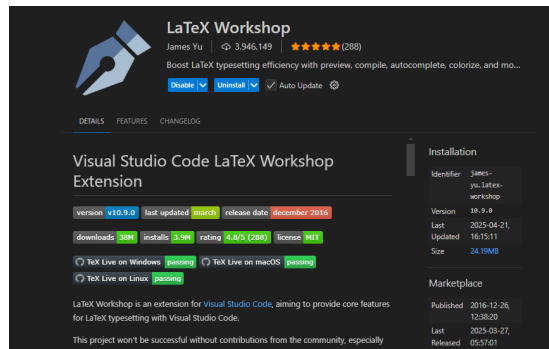 LaTeX Workshop
James Yu | 3,946,149 | ★★★★★(288)
Boost LaTeX typesetting efficiency with preview, compile, autocomplete, colorize, and mo...
Disable Uninstall Auto Update
DETAILS FEATURES CHANGELOG
Visual Studio Code LaTeX Workshop
Extension
version v10.9.0 last updated march release date december 2016
downloads 38M installs 3.9M rating 4.8/5 (288) license MIT
TeX Live on Windows passing TeX Live on macOS passing
TeX Live on Linux passing
LaTeX Workshop is an extension for Visual Studio Code, aiming to provide core features
for LaTeX typesetting with Visual Studio Code.
This project won't be successful without contributions from the community, especially
Installation
Identifier james-
yu.latex-
workshop
Version 10.9.0
Last 2025-04-21,
Updated 16:15:11
Size 24.19MB
Marketplace
Published 2016-12-26,
12:38:20
Last 2025-03-27,
Released 05:57:01